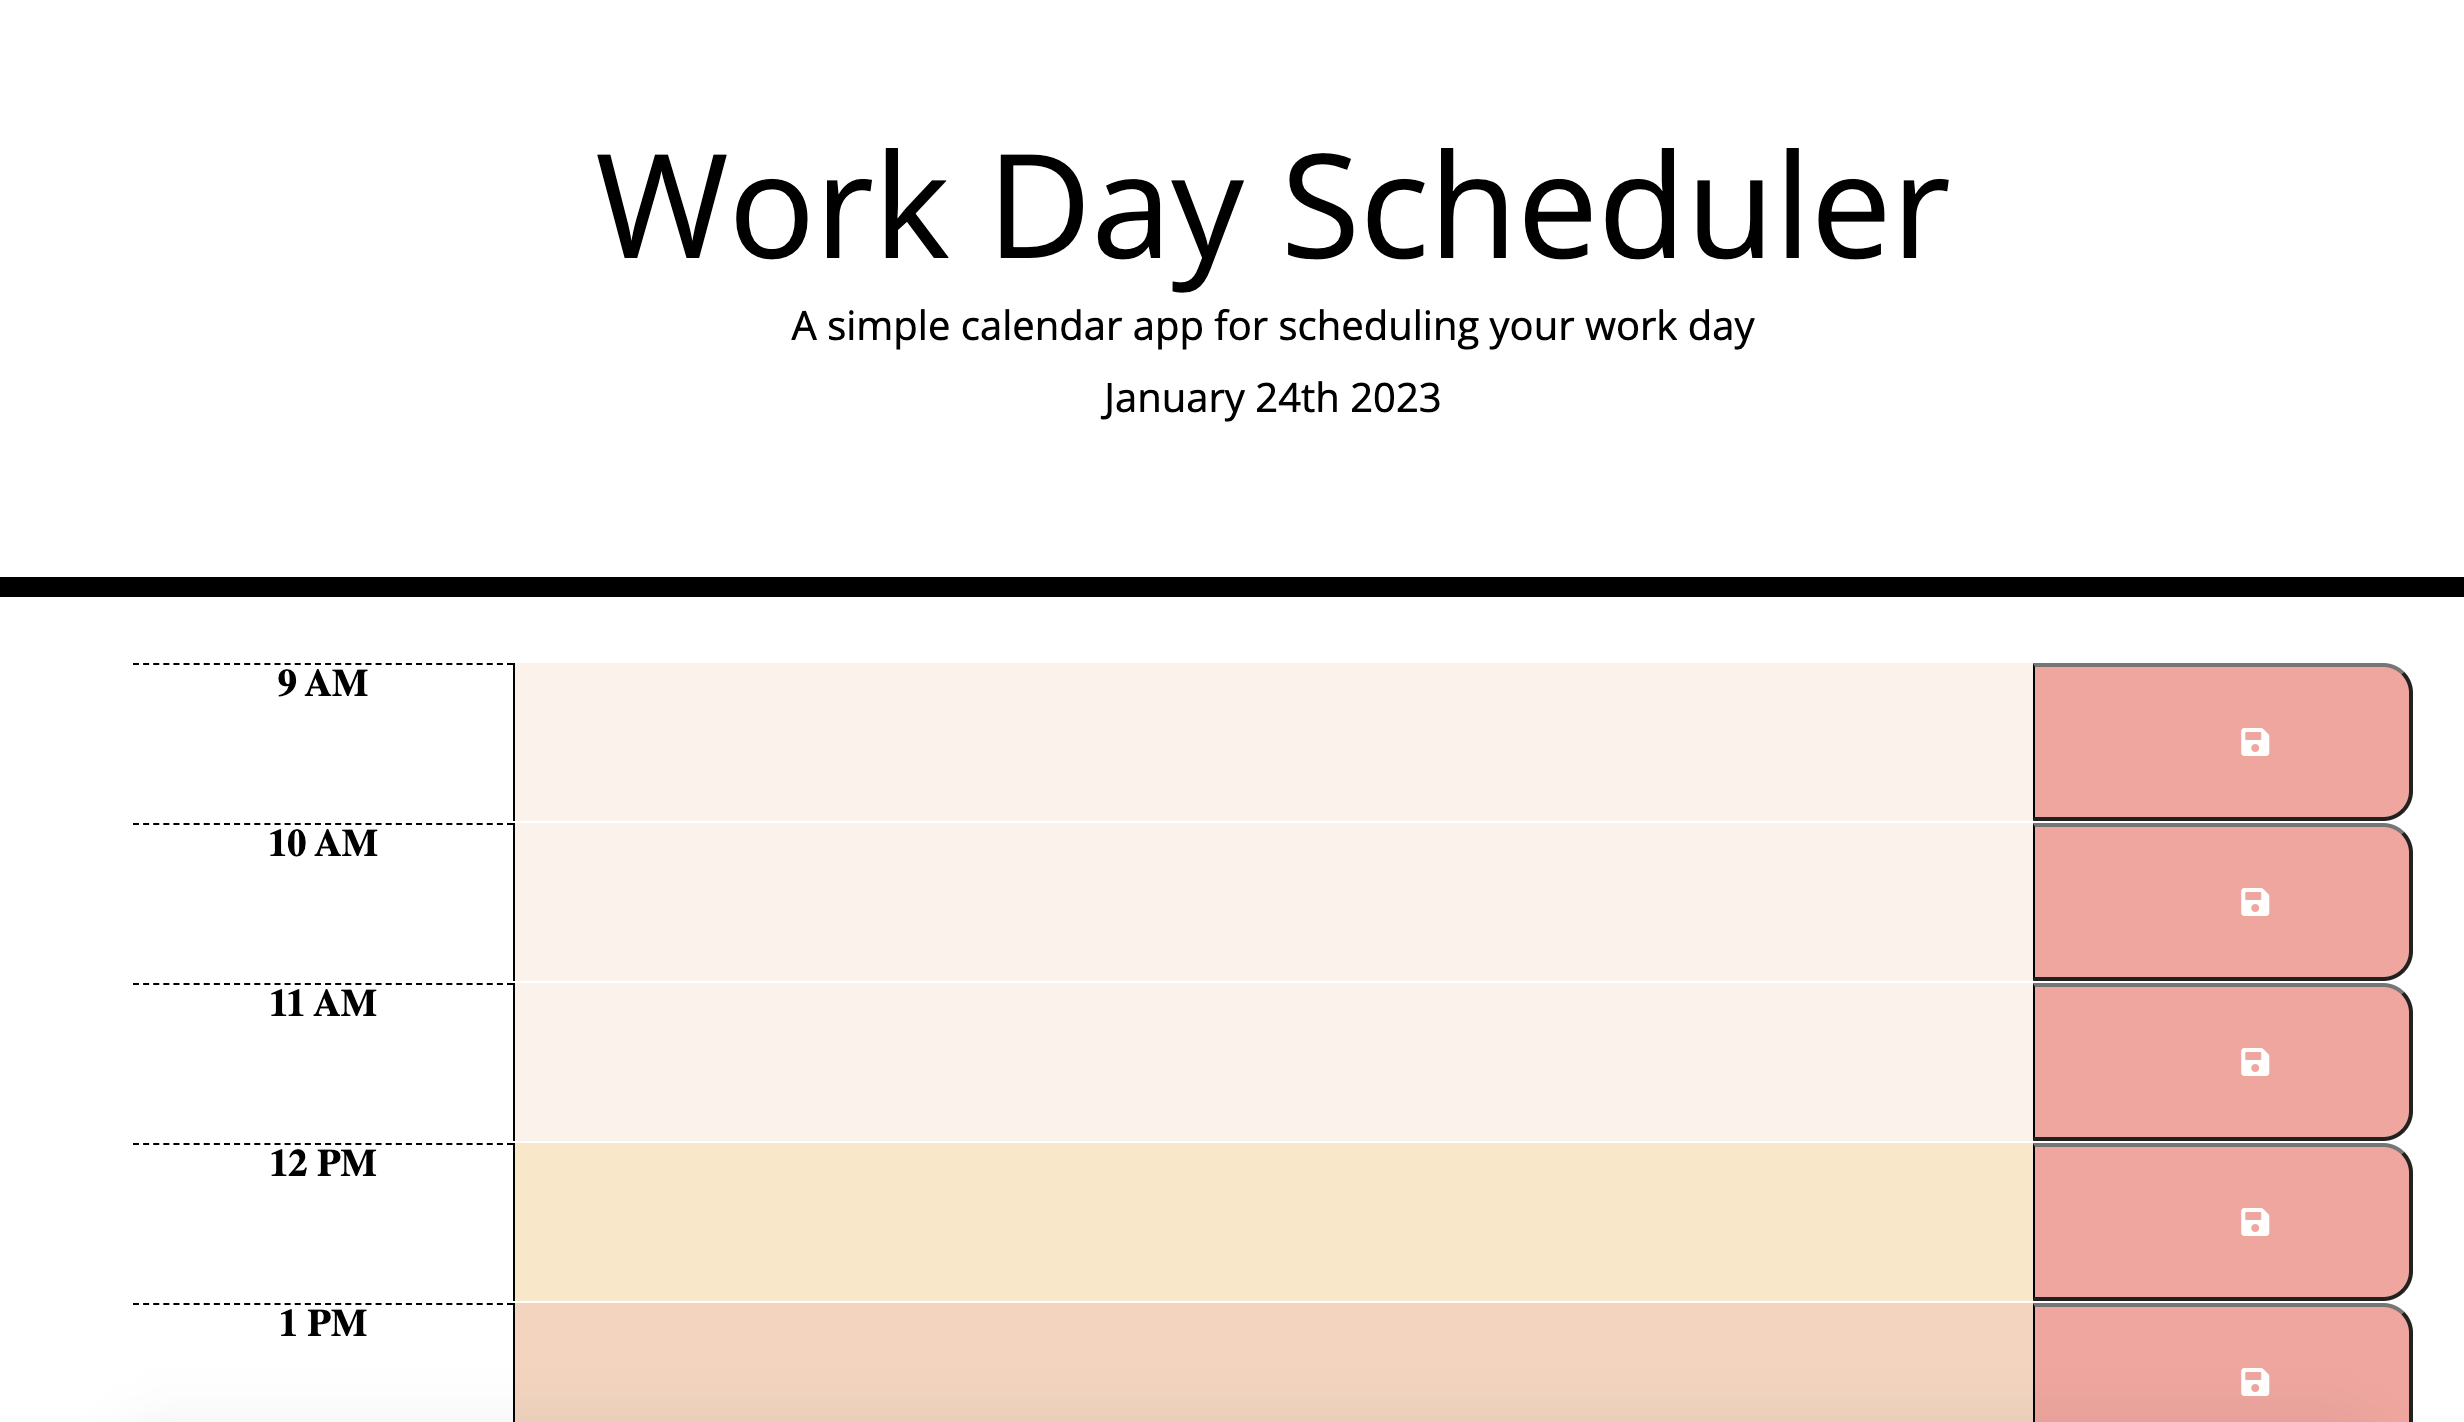 Work Day Scheduler
A simple calendar app for scheduling your work day
January 24th 2023
9 AM
10 AM
11 AM
12 PM
1 PM